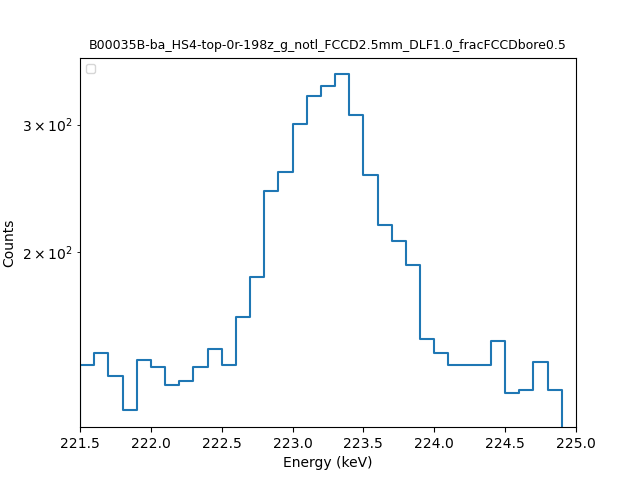 B00035B-ba_HS4-top-0r-198z_g_notl_FCCD2.5mm_DLF1.0_fracFCCDbore0.5
3 × 10²
2 × 10²
Counts
221.5 222.0 222.5 223.0 223.5 224.0 224.5 225.0
Energy (keV)